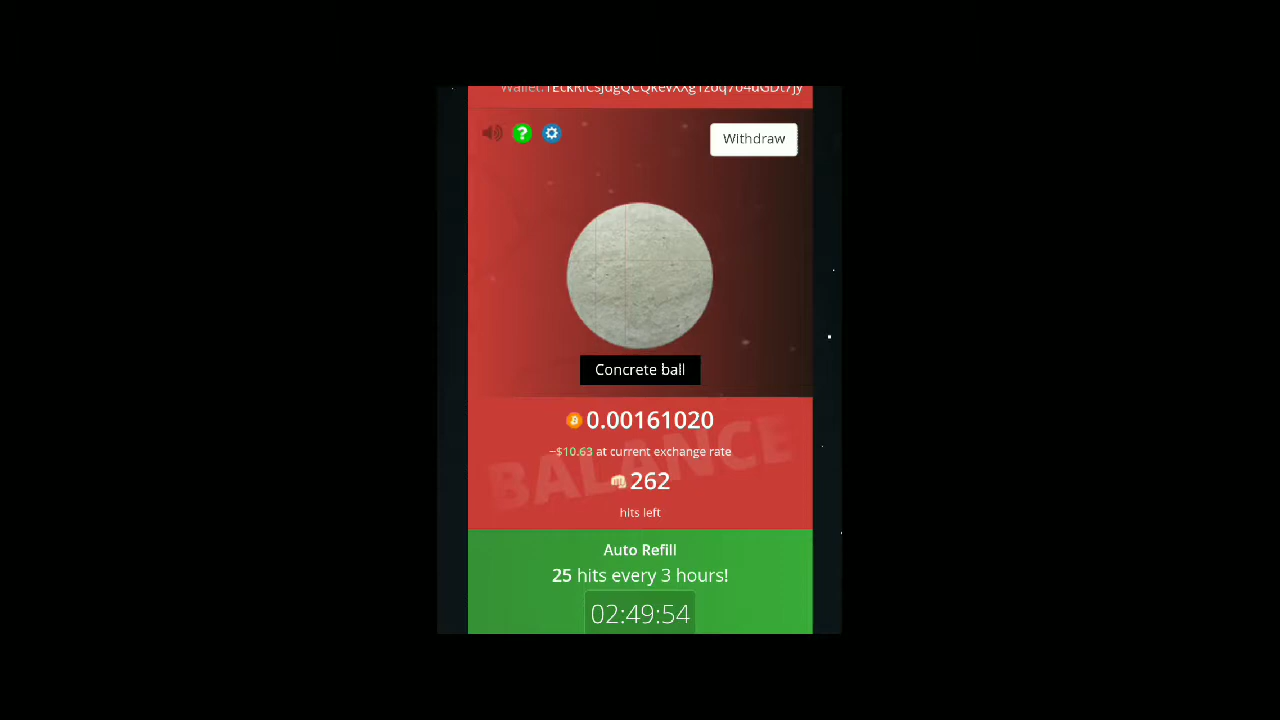 Withdraw
Concrete ball
0.00161020
~$10.63 at current exchange rate
BALANCE
262
hits left
Auto Refill
25 hits every 3 hours!
02:49:54